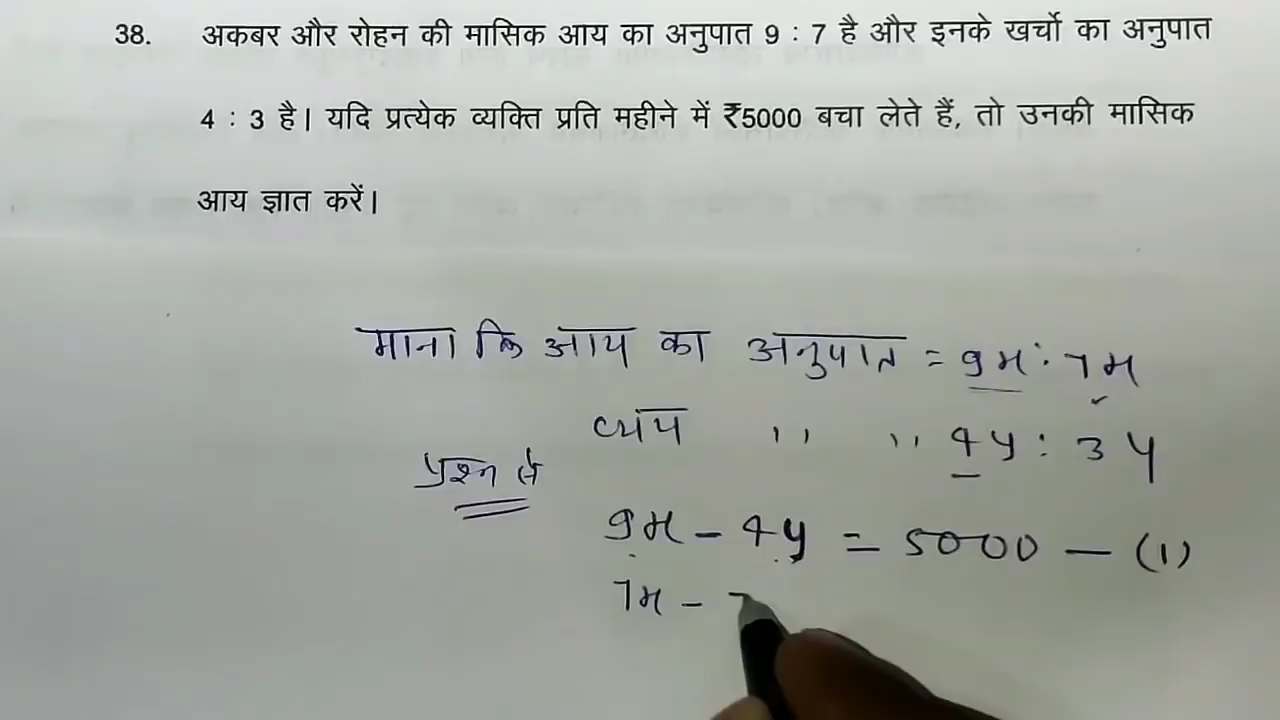 38. अकबर और रोहन की मासिक आय का अनुपात 9 : 7 है और इनके खर्चो का अनुपात
4 : 3 है। यदि प्रत्येक व्यक्ति प्रति महीने में ₹5000 बचा लेते हैं, तो उनकी मासिक
आय ज्ञात करें।
माना कि आय का अनुपात = 9x : 7x
व्यय ,, ,, 4y : 3y
प्रश्न से
9x - 4y = 5000 — (1)
7x -